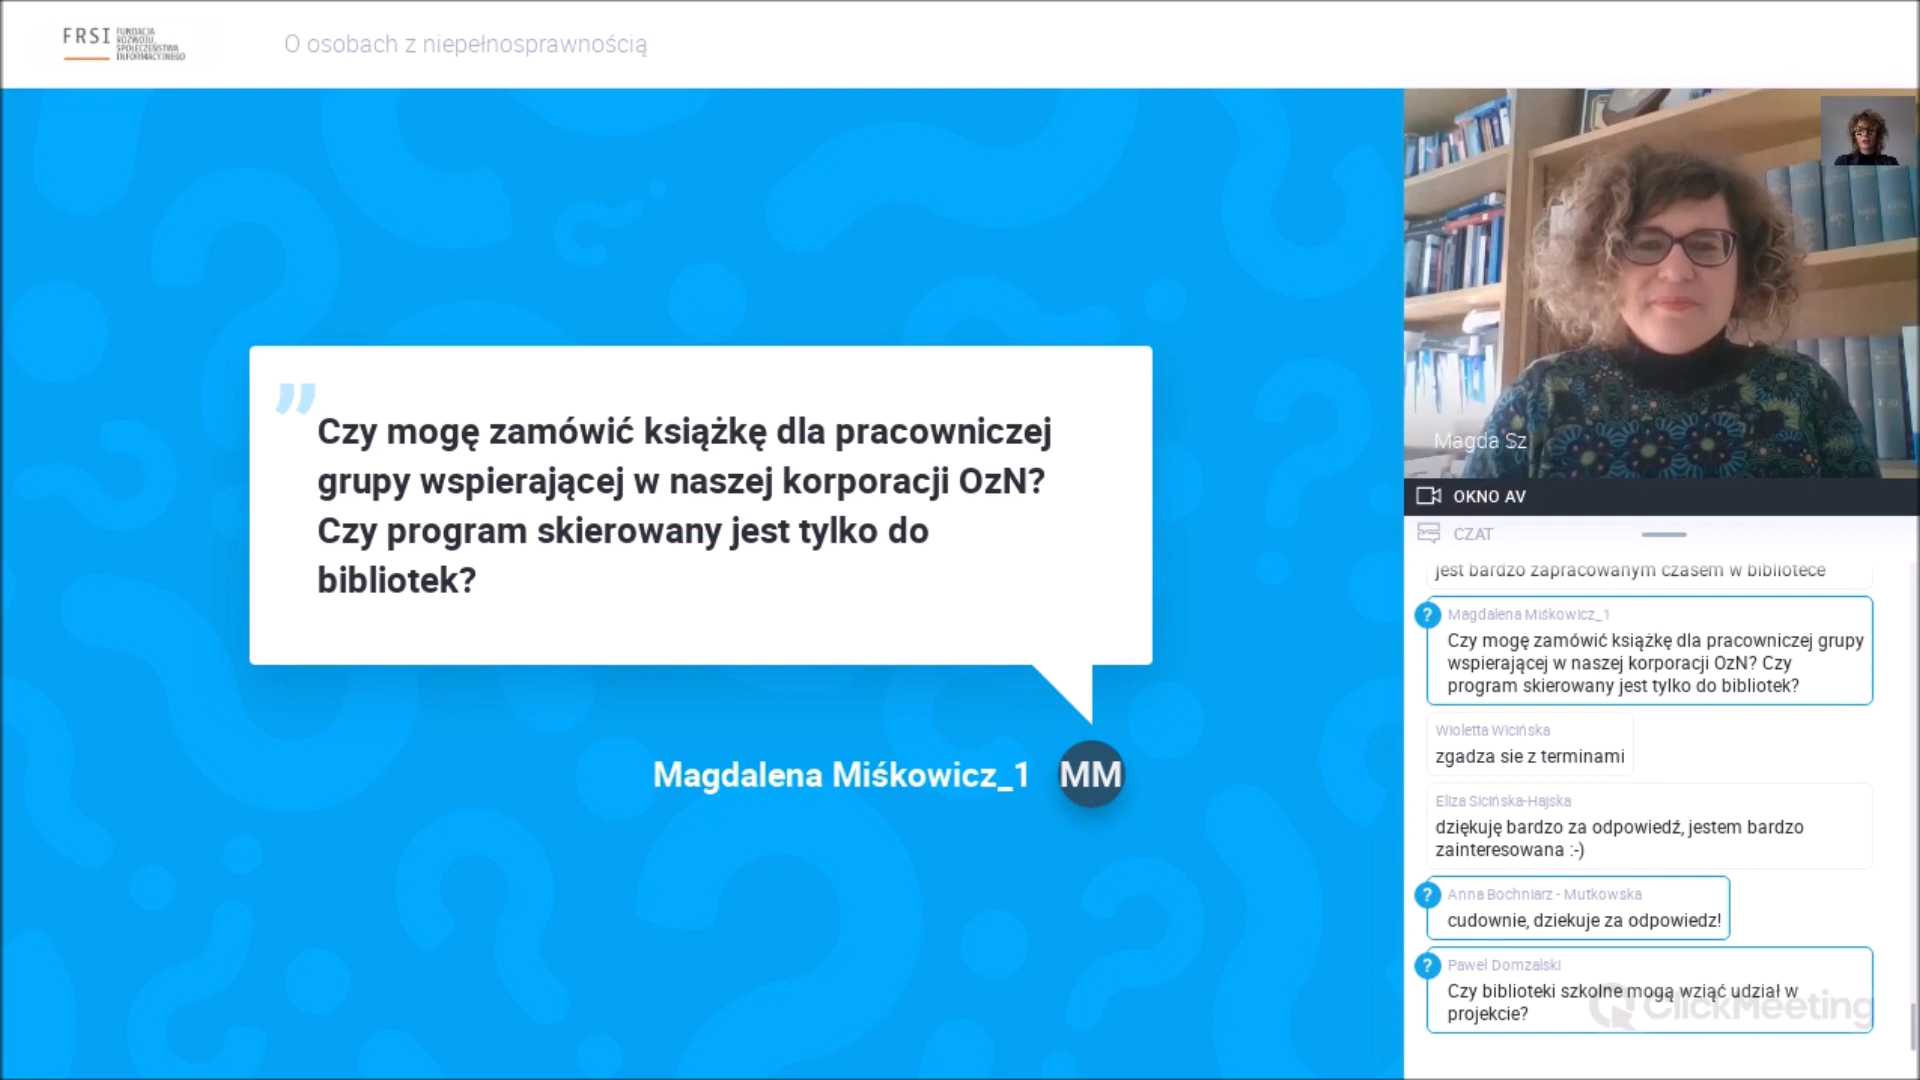 FRSI
FUNDACJA
ROZWOJU
SPOŁECZEŃSTWA
INFORMACYJNEGO
O osobach z niepełnosprawnością
”
Czy mogę zamówić książkę dla pracowniczej
grupy wspierającej w naszej korporacji OzN?
Czy program skierowany jest tylko do
bibliotek?
Magdalena Miśkowicz_1
MM
Magda Sz
OKNO AV
CZAT
jest bardzo zapracowanym czasem w bibliotece
?
Magdalena Miśkowicz_1
Czy mogę zamówić książkę dla pracowniczej grupy
wspierającej w naszej korporacji OzN? Czy
program skierowany jest tylko do bibliotek?
Wioletta Wicińska
zgadza sie z terminami
Eliza Sicińska-Hajska
dziękuję bardzo za odpowiedź, jestem bardzo
zainteresowana :-)
?
Anna Bochniarz - Mutkowska
cudownie, dziekuje za odpowiedz!
?
Paweł Domzalski
Czy biblioteki szkolne mogą wziąć udział w
projekcie?
ClickMeeting